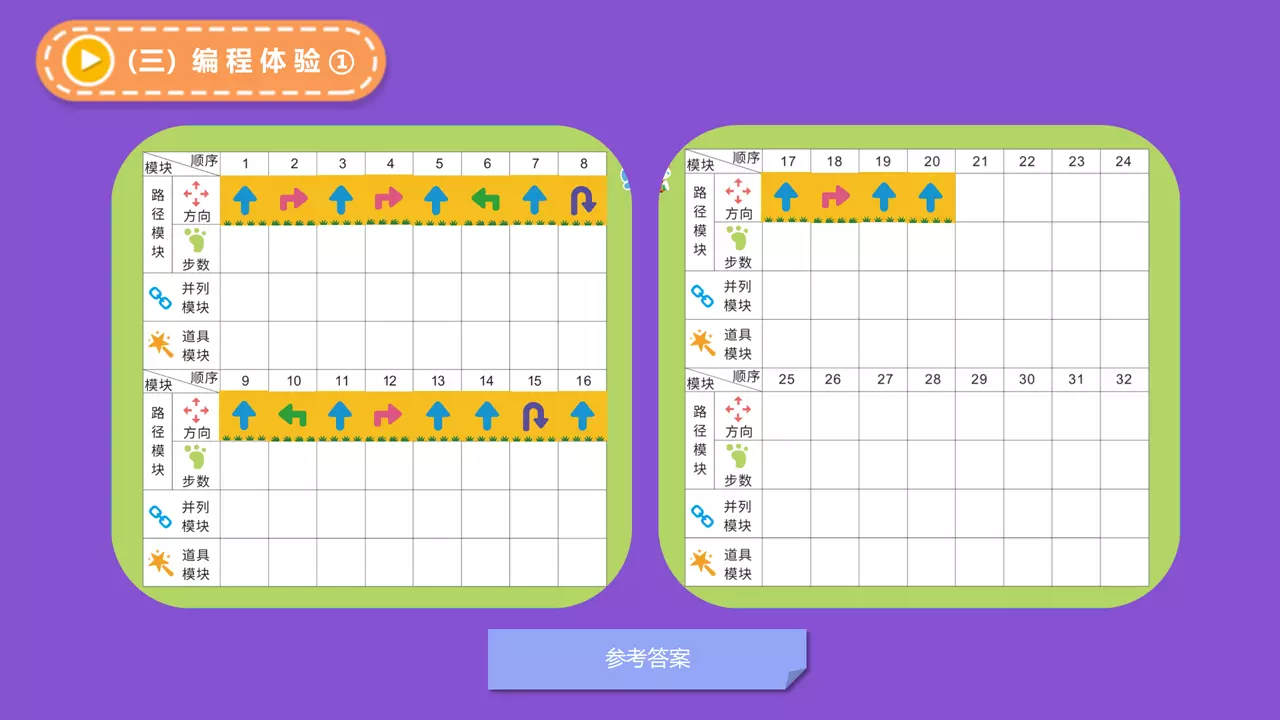 (三) 编程体验①
模块 顺序 1 2 3 4 5 6 7 8
路径模块 方向
步数
并列模块
道具模块
模块 顺序 9 10 11 12 13 14 15 16
路径模块 方向
步数
并列模块
道具模块
模块 顺序 17 18 19 20 21 22 23 24
路径模块 方向
步数
并列模块
道具模块
模块 顺序 25 26 27 28 29 30 31 32
路径模块 方向
步数
并列模块
道具模块
参考答案